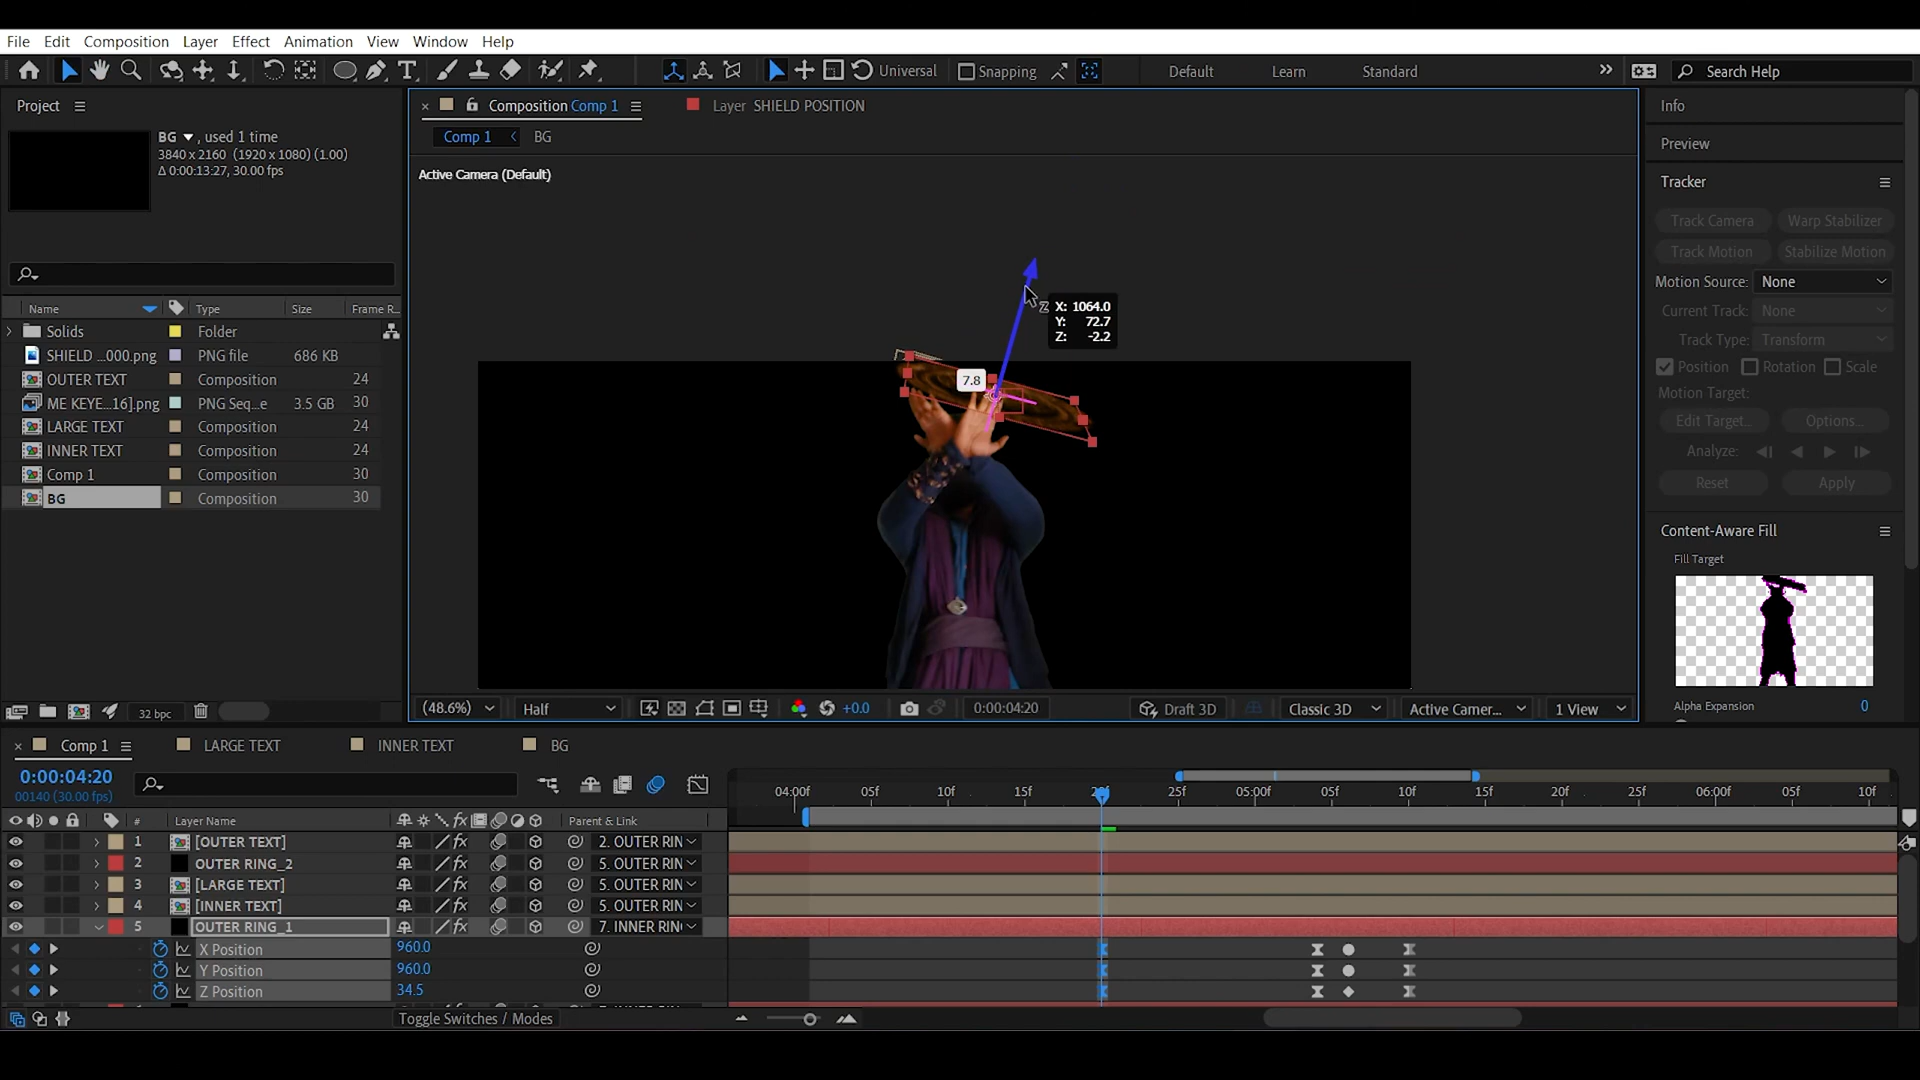 File Edit Composition Layer Effect Animation View Window Help
Universal Snapping Default Learn Standard Search Help
Project
BG , used 1 time
3840 x 2160 (1920 x 1080) (1.00)
Δ 0:00:13:27, 30.00 fps
Name Type Size Frame R...
Solids Folder
SHIELD ...000.png PNG file 686 KB
OUTER TEXT Composition 24
ME KEYE...16].png PNG Seq...e 3.5 GB 30
LARGE TEXT Composition 24
INNER TEXT Composition 24
Comp 1 Composition 30
BG Composition 30
32 bpc
Composition Comp 1 Layer SHIELD POSITION
Comp 1 BG
Active Camera (Default)
Z X: 1064.0
Y: 72.7
Z: -2.2
7.8
(48.6%) Half +0.0 0:00:04:20 Draft 3D Classic 3D Active Camer... 1 View
Info
Preview
Tracker
Track Camera Warp Stabilizer
Track Motion Stabilize Motion
Motion Source: None
Current Track: None
Track Type: Transform
Position Rotation Scale
Motion Target:
Edit Target... Options...
Analyze:
Reset Apply
Content-Aware Fill
Fill Target
Alpha Expansion 0
Comp 1 LARGE TEXT INNER TEXT BG
0:00:04:20
00140 (30.00 fps)
04:00f 05f 10f 15f 20f 25f 05:00f 05f 10f 15f 20f 25f 06:00f 05f 10f
# Layer Name fx Parent & Link
1 [OUTER TEXT] fx 2. OUTER RIN
2 OUTER RING_2 fx 5. OUTER RIN
3 [LARGE TEXT] fx 5. OUTER RIN
4 [INNER TEXT] fx 5. OUTER RIN
5 OUTER RING_1 fx 7. INNER RIN
X Position 960.0
Y Position 960.0
Z Position 34.5
Toggle Switches / Modes